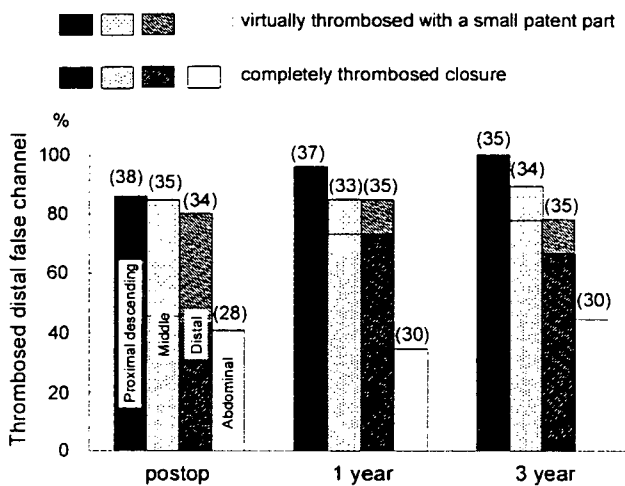 : virtually thrombosed with a small patent part
completely thrombosed closure
%
Thrombosed distal false channel
100
80
60
40
20
0
(38) (35) (34) (28)
(37) (33) (35) (30)
(35) (34) (35) (30)
Proximal descending
Middle
Distal
Abdominal
postop 1 year 3 year